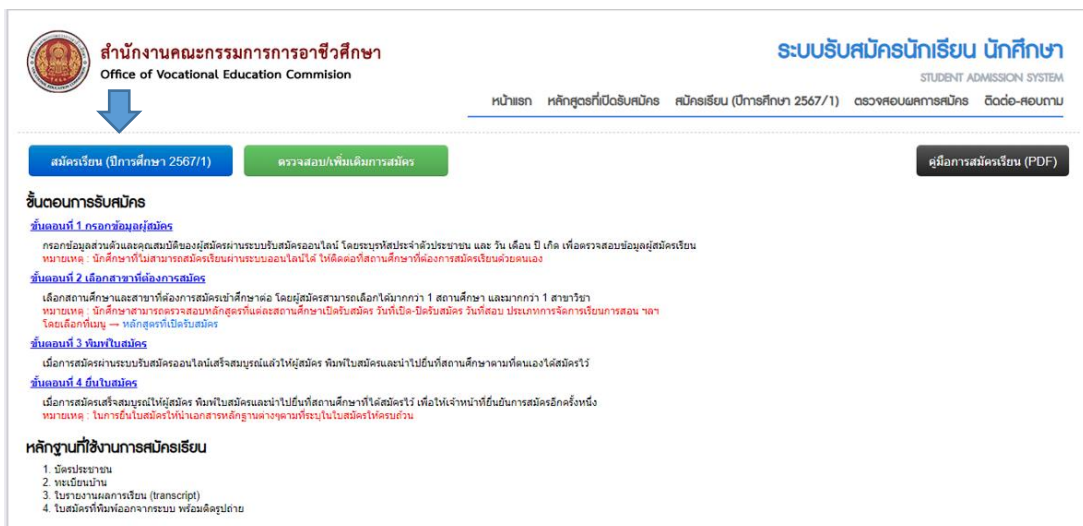 สำนักงานคณะกรรมการการอาชีวศึกษา
Office of Vocational Education Commision
ระบบรับสมัครนักเรียน นักศึกษา
STUDENT ADMISSION SYSTEM
หน้าแรก หลักสูตรที่เปิดรับสมัคร สมัครเรียน (ปีการศึกษา 2567/1) ตรวจสอบผลการสมัคร ติดต่อ-สอบถาม
สมัครเรียน (ปีการศึกษา 2567/1) ตรวจสอบ/เพิ่มเติมการสมัคร คู่มือการสมัครเรียน (PDF)
ขั้นตอนการรับสมัคร
ขั้นตอนที่ 1 กรอกข้อมูลผู้สมัคร
กรอกข้อมูลส่วนตัวและคุณสมบัติของผู้สมัครผ่านระบบรับสมัครออนไลน์ โดยระบุรหัสประจำตัวประชาชน และ วัน เดือน ปี เกิด เพื่อตรวจสอบข้อมูลผู้สมัครเรียน
หมายเหตุ : นักศึกษาที่ไม่สามารถสมัครเรียนผ่านระบบออนไลน์ได้ ให้ติดต่อที่สถานศึกษาที่ต้องการสมัครเรียนด้วยตนเอง
ขั้นตอนที่ 2 เลือกสาขาที่ต้องการสมัคร
เลือกสถานศึกษาและสาขาที่ต้องการสมัครเข้าศึกษาต่อ โดยผู้สมัครสามารถเลือกได้มากกว่า 1 สถานศึกษา และมากกว่า 1 สาขาวิชา
หมายเหตุ : นักศึกษาสามารถตรวจสอบหลักสูตรที่แต่ละสถานศึกษาเปิดรับสมัคร วันที่เปิด-ปิดรับสมัคร วันที่สอบ ประเภทการจัดการเรียนการสอน ฯลฯ
โดยเลือกที่เมนู → หลักสูตรที่เปิดรับสมัคร
ขั้นตอนที่ 3 พิมพ์ใบสมัคร
เมื่อการสมัครผ่านระบบรับสมัครออนไลน์เสร็จสมบูรณ์แล้วให้ผู้สมัคร พิมพ์ใบสมัครและนำไปยื่นที่สถานศึกษาตามที่ตนเองได้สมัครไว้
ขั้นตอนที่ 4 ยื่นใบสมัคร
เมื่อการสมัครเสร็จสมบูรณ์ให้ผู้สมัคร พิมพ์ใบสมัครและนำไปยื่นที่สถานศึกษาที่ได้สมัครไว้ เพื่อให้เจ้าหน้าที่ยืนยันการสมัครอีกครั้งหนึ่ง
หมายเหตุ : ในการยื่นใบสมัครให้นำเอกสารหลักฐานต่างๆตามที่ระบุในใบสมัครให้ครบถ้วน
หลักฐานที่ใช้งานการสมัครเรียน
1. บัตรประชาชน
2. ทะเบียนบ้าน
3. ใบรายงานผลการเรียน (transcript)
4. ใบสมัครที่พิมพ์ออกจากระบบ พร้อมติดรูปถ่าย